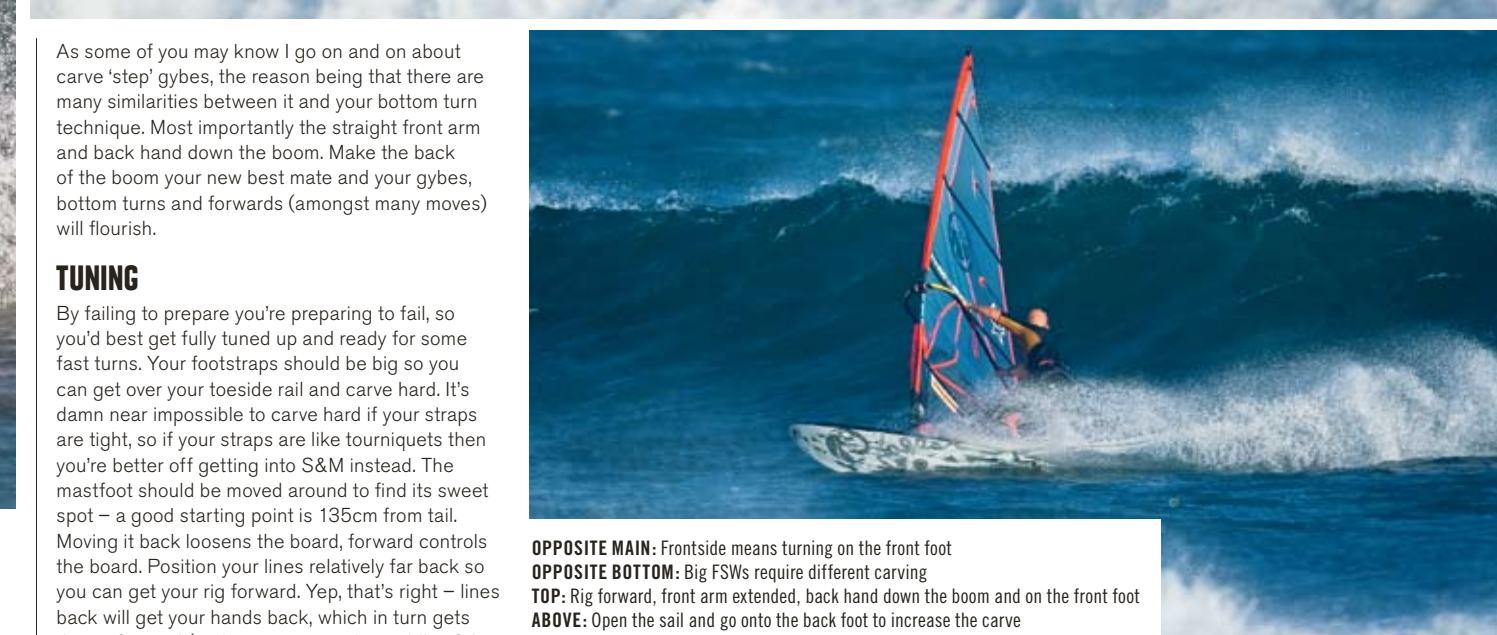 As some of you may know I go on and on about
carve ‘step’ gybes, the reason being that there are
many similarities between it and your bottom turn
technique. Most importantly the straight front arm
and back hand down the boom. Make the back
of the boom your new best mate and your gybes,
bottom turns and forwards (amongst many moves)
will flourish.
TUNING
By failing to prepare you’re preparing to fail, so
you’d best get fully tuned up and ready for some
fast turns. Your footstraps should be big so you
can get over your toeside rail and carve hard. It’s
damn near impossible to carve hard if your straps
are tight, so if your straps are like tourniquets then
you’re better off getting into S&M instead. The
mastfoot should be moved around to find its sweet
spot – a good starting point is 135cm from tail.
Moving it back loosens the board, forward controls
the board. Position your lines relatively far back so
you can get your rig forward. Yep, that’s right – lines
back will get your hands back, which in turn gets
OPPOSITE MAIN: Frontside means turning on the front foot
OPPOSITE BOTTOM: Big FSWs require different carving
TOP: Rig forward, front arm extended, back hand down the boom and on the front foot
ABOVE: Open the sail and go onto the back foot to increase the carve